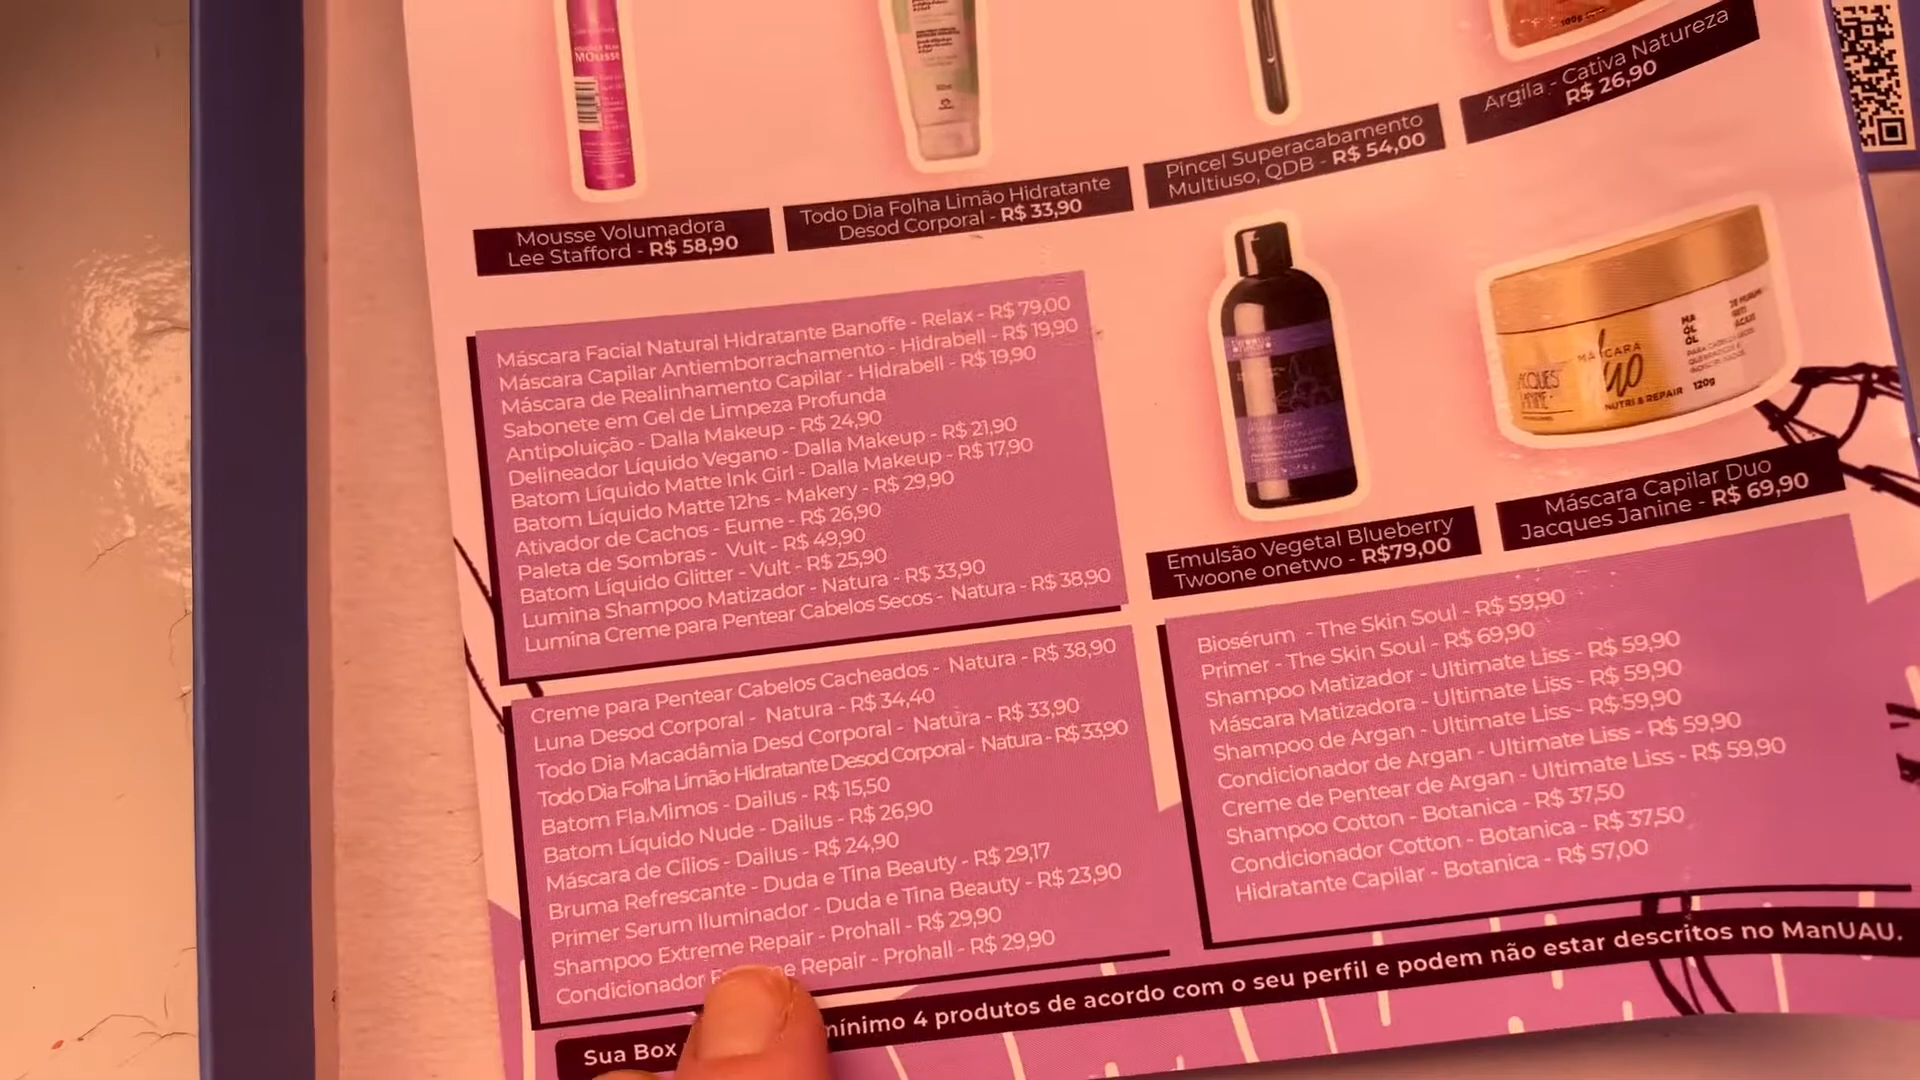 MOUSSE
Mousse Volumadora
Lee Stafford - R$ 58,90
Todo Dia Folha Limão Hidratante
Desod Corporal - R$ 33,90
Pincel Superacabamento
Multiuso, QDB - R$ 54,00
Argila - Cativa Natureza
R$ 26,90
Máscara Facial Natural Hidratante Banoffe - Relax - R$ 79,00
Máscara Capilar Antiemborrachamento - Hidrabell - R$ 19,90
Máscara de Realinhamento Capilar - Hidrabell - R$ 19,90
Sabonete em Gel de Limpeza Profunda
Antipoluição - Dalla Makeup - R$ 24,90
Delineador Líquido Vegano - Dalla Makeup - R$ 21,90
Batom Líquido Matte Ink Girl - Dalla Makeup - R$ 17,90
Batom Líquido Matte 12hs - Makery - R$ 29,90
Ativador de Cachos - Eume - R$ 26,90
Paleta de Sombras - Vult - R$ 49,90
Batom Líquido Glitter - Vult - R$ 25,90
Lumina Shampoo Matizador - Natura - R$ 33,90
Lumina Creme para Pentear Cabelos Secos - Natura - R$ 38,90
MÁSCARA
DUO
NUTRI & REPAIR
120g
Emulsão Vegetal Blueberry
Twoone onetwo - R$79,00
Máscara Capilar Duo
Jacques Janine - R$ 69,90
Creme para Pentear Cabelos Cacheados - Natura - R$ 38,90
Luna Desod Corporal - Natura - R$ 34,40
Todo Dia Macadâmia Desd Corporal - Natura - R$ 33,90
Todo Dia Folha Limão Hidratante Desod Corporal - Natura - R$ 33,90
Batom Fla.Mimos - Dailus - R$ 15,50
Batom Líquido Nude - Dailus - R$ 26,90
Máscara de Cílios - Dailus - R$ 24,90
Bruma Refrescante - Duda e Tina Beauty - R$ 29,17
Primer Serum Iluminador - Duda e Tina Beauty - R$ 23,90
Shampoo Extreme Repair - Prohall - R$ 29,90
Condicionador Repair - Prohall - R$ 29,90
Biosérum - The Skin Soul - R$ 59,90
Primer - The Skin Soul - R$ 69,90
Shampoo Matizador - Ultimate Liss - R$ 59,90
Máscara Matizadora - Ultimate Liss - R$ 59,90
Shampoo de Argan - Ultimate Liss - R$ 59,90
Condicionador de Argan - Ultimate Liss - R$ 59,90
Creme de Pentear de Argan - Ultimate Liss - R$ 59,90
Shampoo Cotton - Botanica - R$ 37,50
Condicionador Cotton - Botanica - R$ 37,50
Hidratante Capilar - Botanica - R$ 57,00
Sua Box mínimo 4 produtos de acordo com o seu perfil e podem não estar descritos no ManUAU.